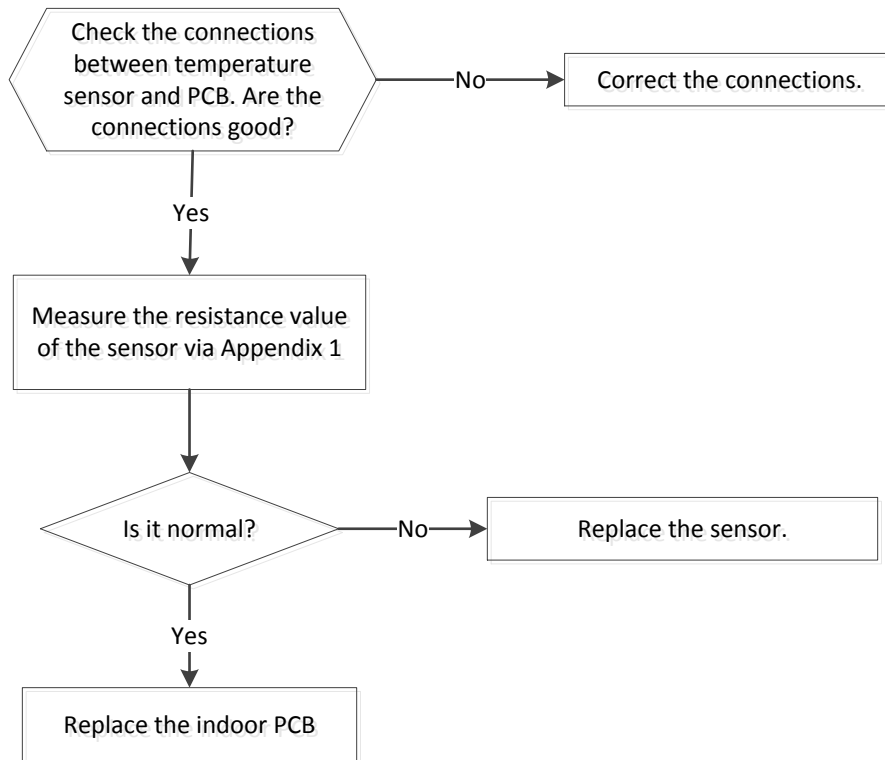 Check the connections
between temperature
sensor and PCB. Are the
connections good?
No
Correct the connections.
Yes
Measure the resistance value
of the sensor via Appendix 1
Is it normal?
No
Replace the sensor.
Yes
Replace the indoor PCB